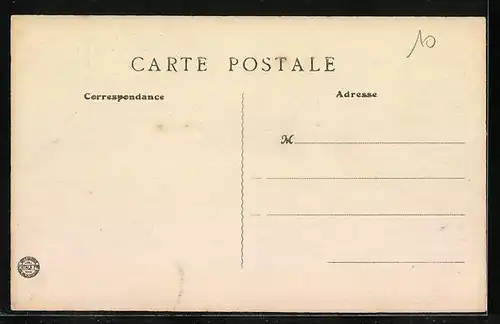 10
CARTE POSTALE
Correspondance
Adresse
M